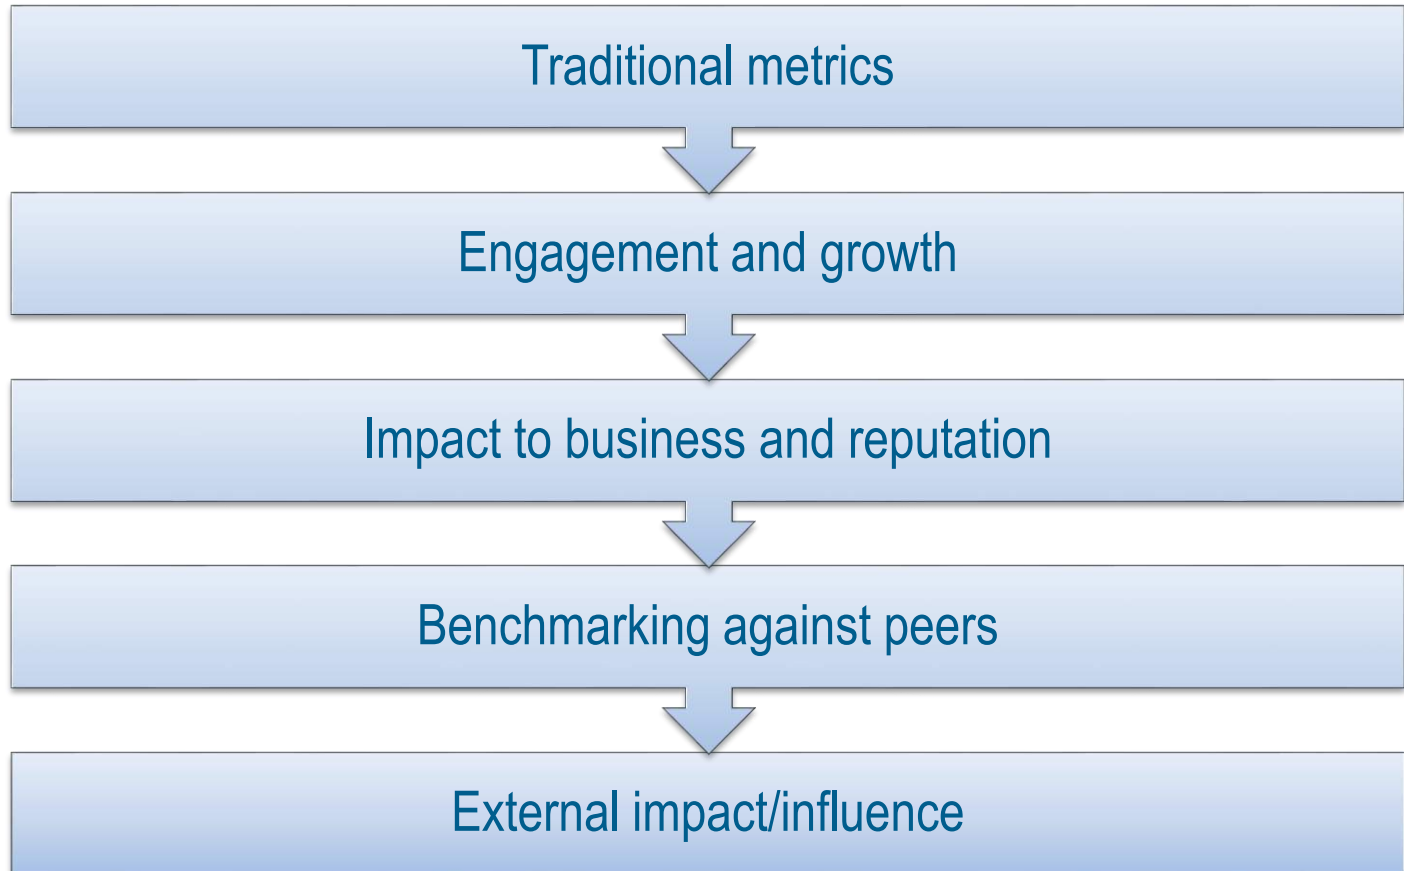 Traditional metrics
Engagement and growth
Impact to business and reputation
Benchmarking against peers
External impact/influence